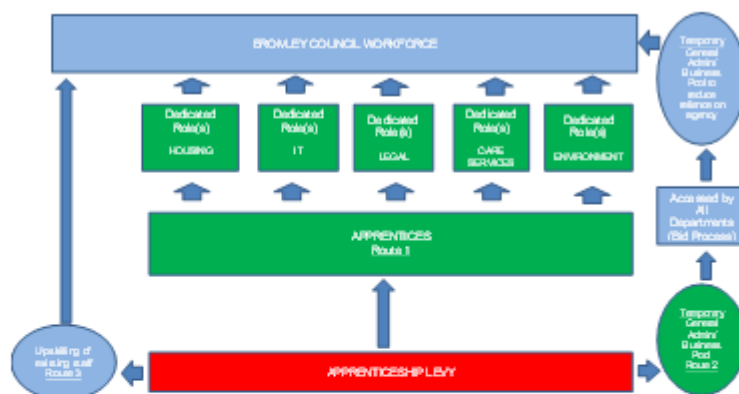 BROMLEY COUNCIL WORKFORCE
Temporary
General
Admin/
Business
Pool to
reduce
reliance on
agency
Dedicated
Role(s)
HOUSING
Dedicated
Role(s)
IT
Dedicated
Role(s)
LEGAL
Dedicated
Role(s)
CARE
SERVICES
Dedicated
Role(s)
ENVIRONMENT
Accessed by
All
Departments
(Bid Process)
APPRENTICES
Route 1
Temporary
General
Admin/
Business
Pool
Route 2
Upskilling of
existing staff
Route 3
APPRENTICESHIP LEVY